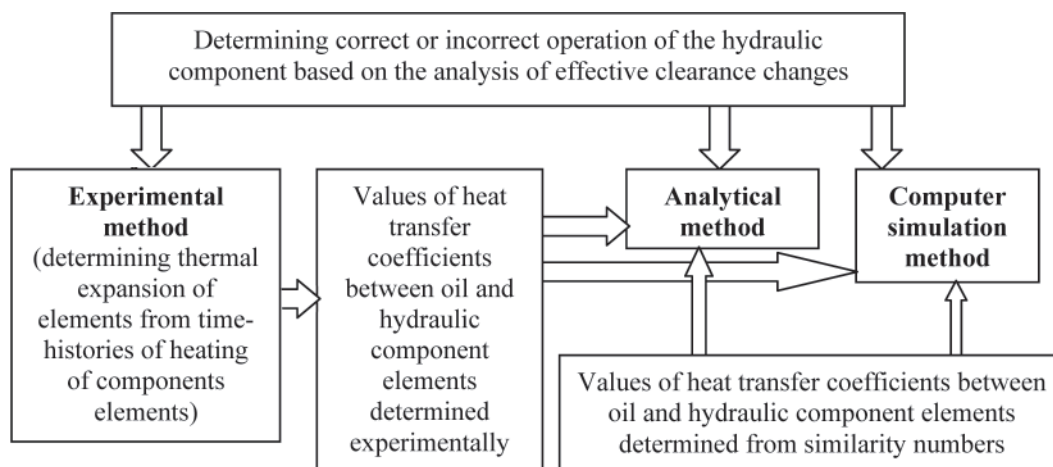 Determining correct or incorrect operation of the hydraulic
component based on the analysis of effective clearance changes
Experimental
method
(determining thermal
expansion of
elements from time-
histories of heating
of components
elements)
Values of heat
transfer
coefficients
between oil and
hydraulic
component
elements
determined
experimentally
Analytical
method
Computer
simulation
method
Values of heat transfer coefficients between
oil and hydraulic component elements
determined from similarity numbers